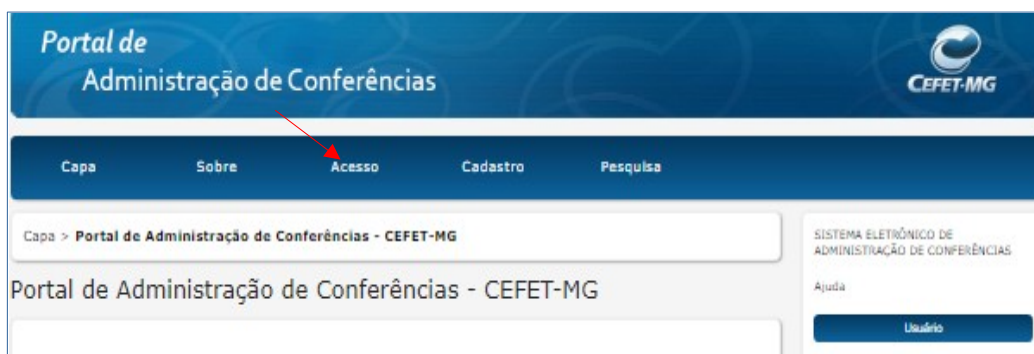 Portal de
Administração de Conferências
CEFET-MG
Capa Sobre Acesso Cadastro Pesquisa
Capa > Portal de Administração de Conferências - CEFET-MG
Portal de Administração de Conferências - CEFET-MG
SISTEMA ELETRÔNICO DE
ADMINISTRAÇÃO DE CONFERÊNCIAS
Ajuda
Usuário